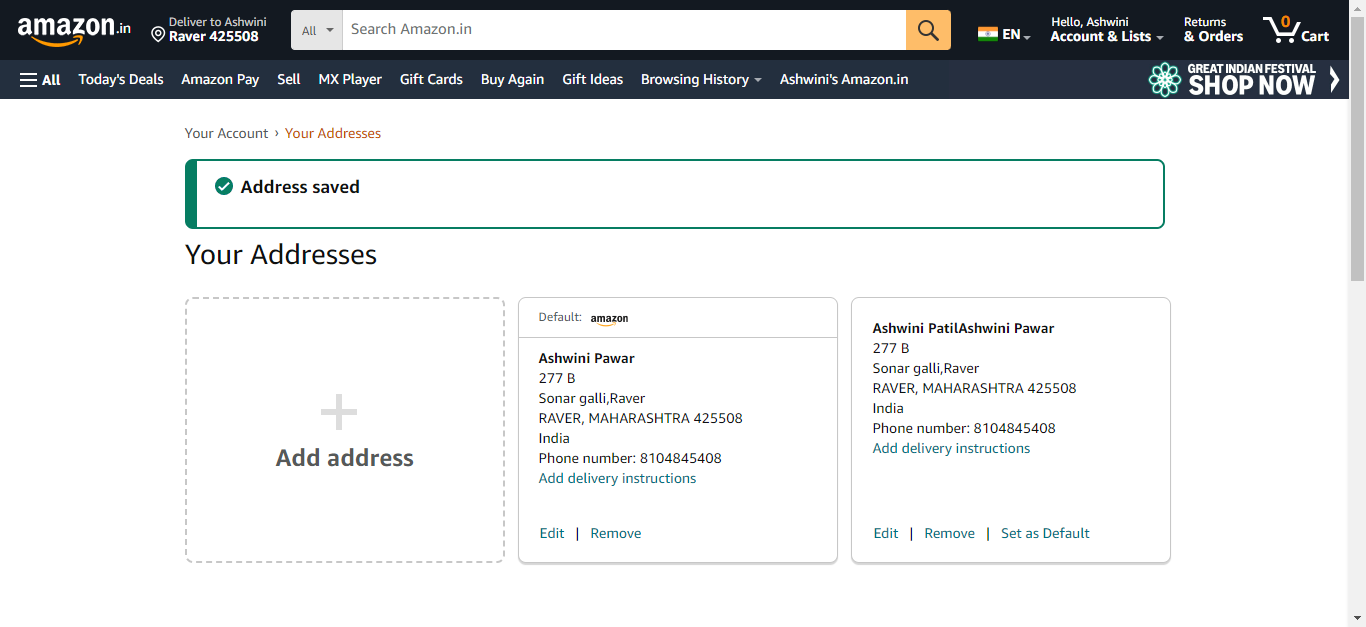 amazon.in
Deliver to Ashwini
Raver 425508
All
Search Amazon.in
EN
Hello, Ashwini
Account & Lists
Returns
& Orders
0
Cart
All
Today's Deals
Amazon Pay
Sell
MX Player
Gift Cards
Buy Again
Gift Ideas
Browsing History
Ashwini's Amazon.in
GREAT INDIAN FESTIVAL
SHOP NOW
Your Account › Your Addresses
Address saved
Your Addresses
Add address
Default: amazon
Ashwini Pawar
277 B
Sonar galli,Raver
RAVER, MAHARASHTRA 425508
India
Phone number: 8104845408
Add delivery instructions
Edit | Remove
Ashwini PatilAshwini Pawar
277 B
Sonar galli,Raver
RAVER, MAHARASHTRA 425508
India
Phone number: 8104845408
Add delivery instructions
Edit | Remove | Set as Default